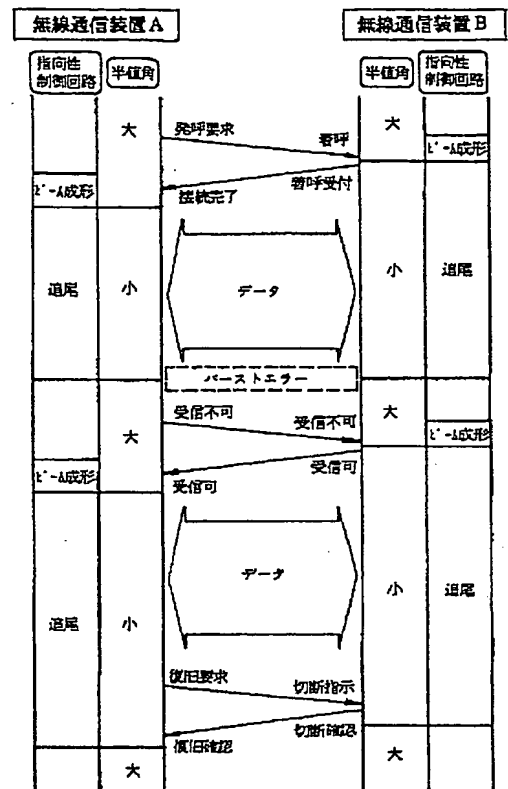 無線通信装置A
無線通信装置B
指向性
制御回路
半値角
半値角
指向性
制御回路
大
発呼要求
着呼
大
ビーム成形
ビーム成形
接続完了
着呼受付
追尾
小
データ
小
追尾
バーストエラー
大
受信不可
受信不可
大
ビーム成形
ビーム成形
受信可
受信可
追尾
小
データ
小
追尾
復旧要求
切断指示
復旧確認
切断確認
大
大